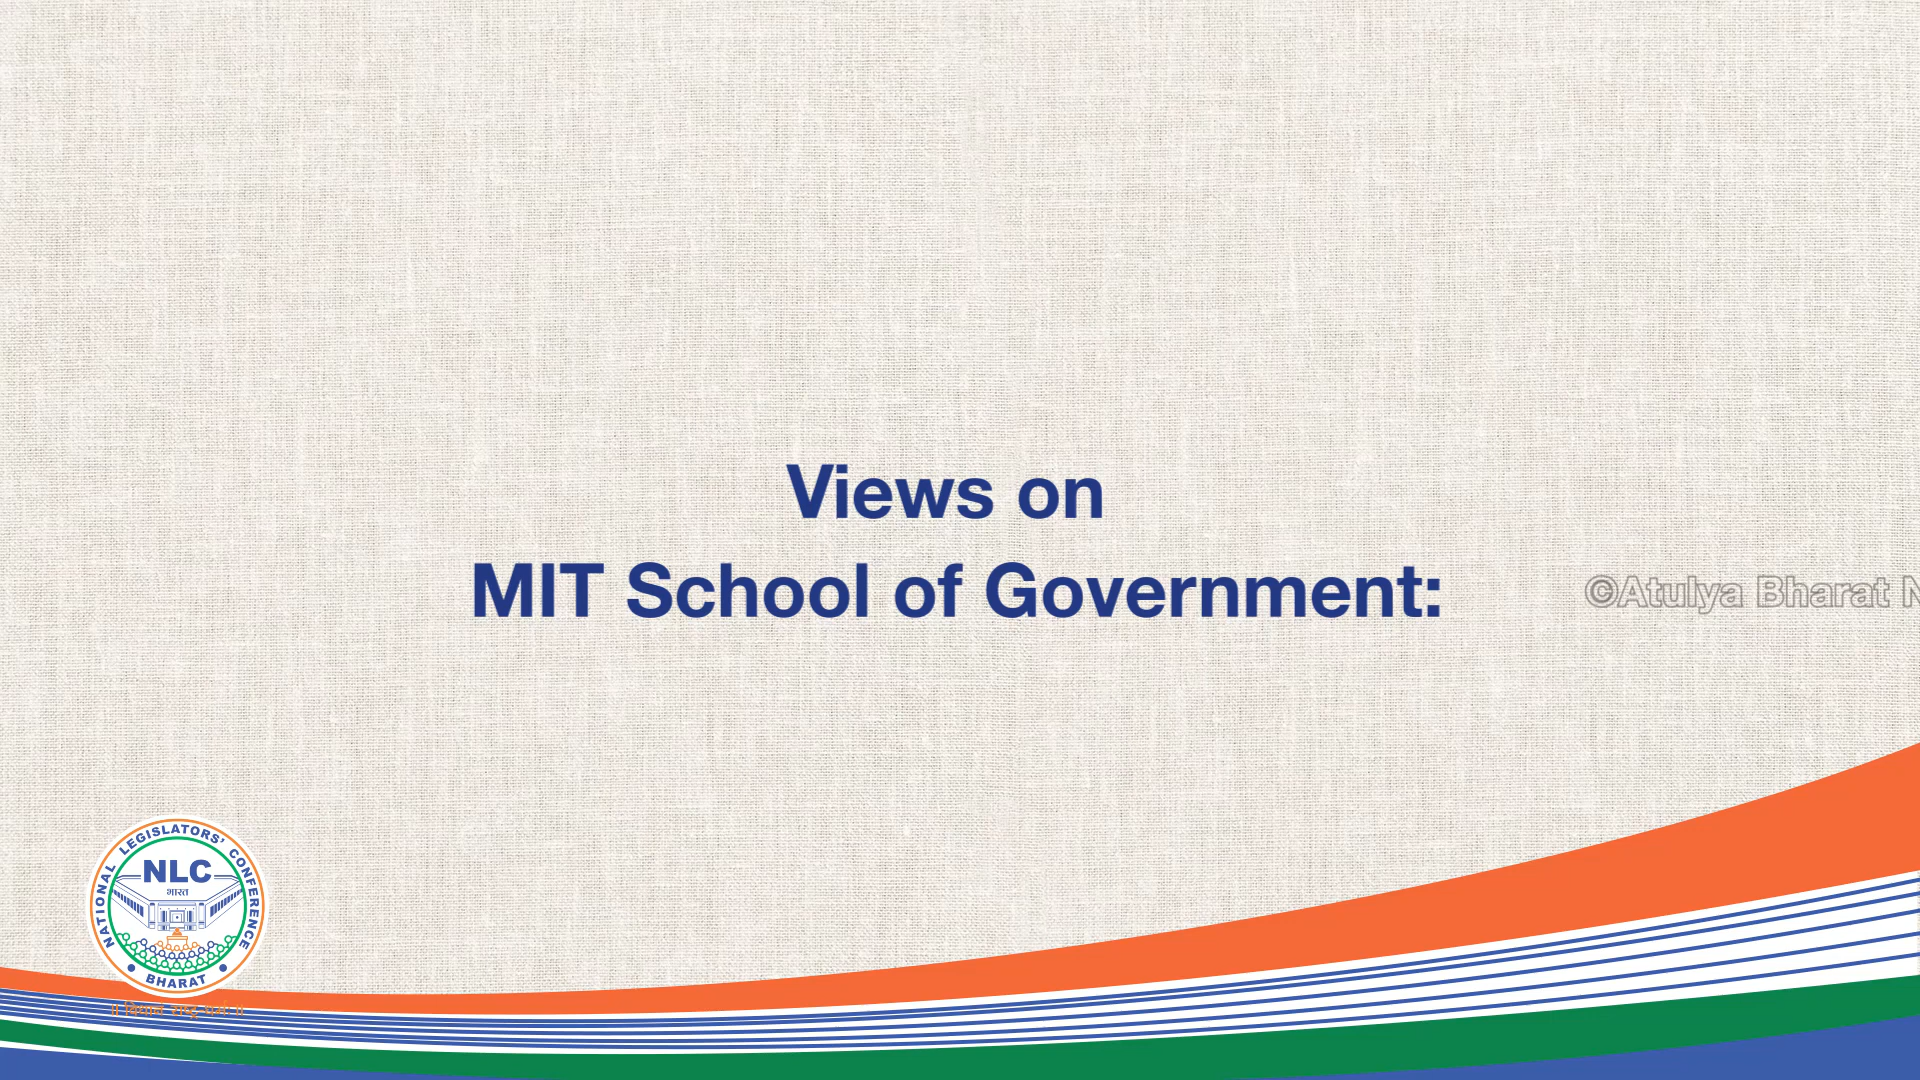 Views on
MIT School of Government:
©Atulya Bharat N
NATIONAL LEGISLATORS' CONFERENCE
NLC
भारत
BHARAT